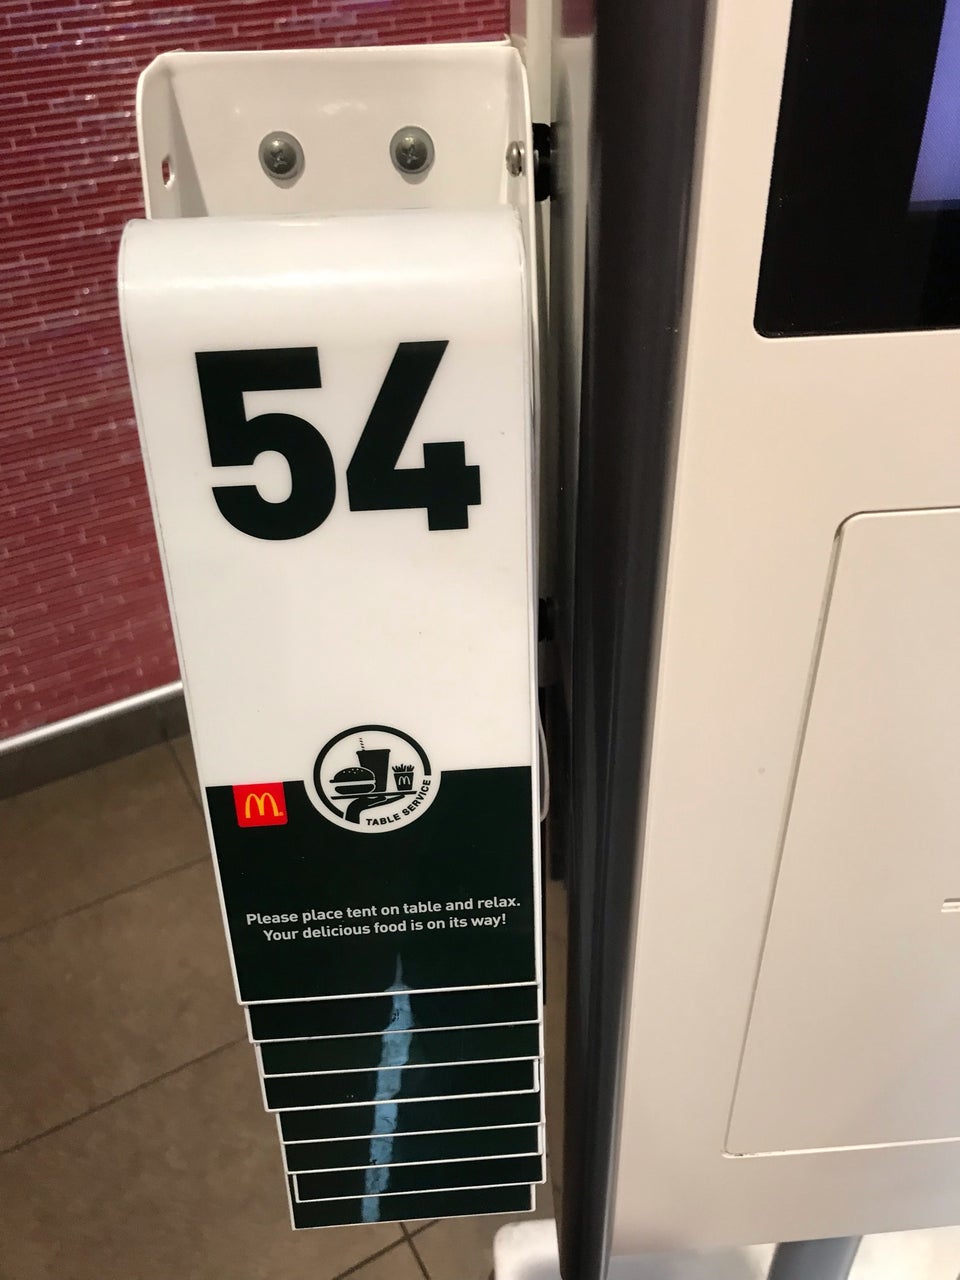 54
TABLE SERVICE
Please place tent on table and relax.
Your delicious food is on its way!